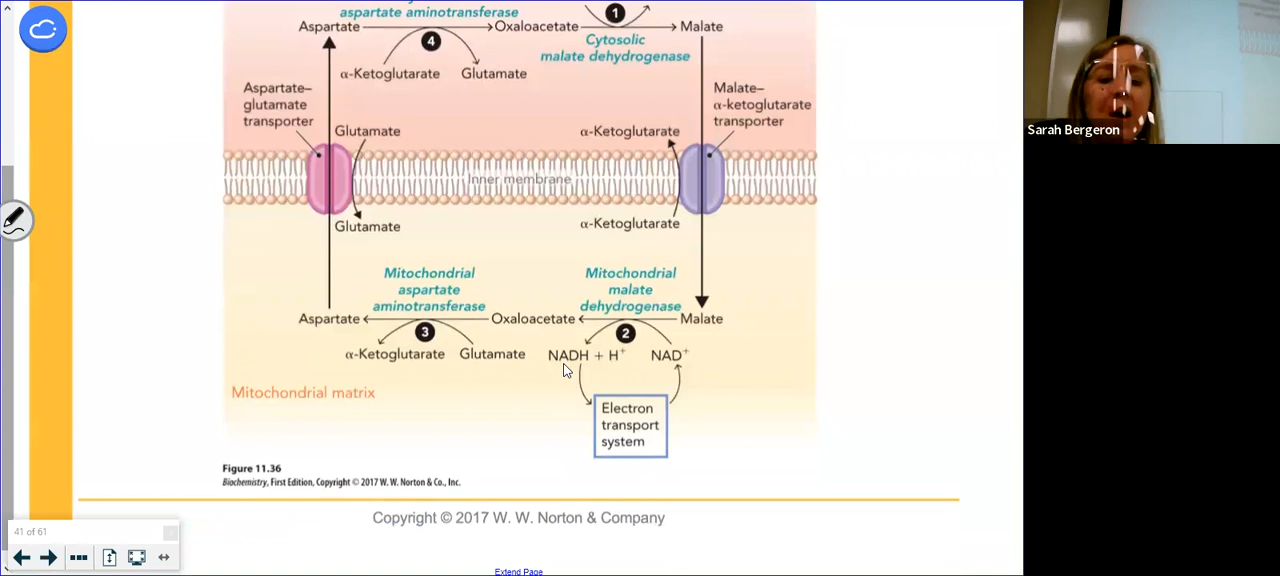 aspartate aminotransferase
Aspartate Oxaloacetate 1 Malate
4
Cytosolic
malate dehydrogenase
α-Ketoglutarate Glutamate
Aspartate–
glutamate
transporter
Malate–
α-ketoglutarate
transporter
Glutamate α-Ketoglutarate
Inner membrane
Glutamate α-Ketoglutarate
Mitochondrial
aspartate
aminotransferase
Mitochondrial
malate
dehydrogenase
Aspartate Oxaloacetate Malate
3 2
α-Ketoglutarate Glutamate NADH + H⁺ NAD⁺
Mitochondrial matrix
Electron
transport
system
Figure 11.36
Biochemistry, First Edition, Copyright © 2017 W. W. Norton & Co., Inc.
Copyright © 2017 W. W. Norton & Company
41 of 61
Extend Page
Sarah Bergeron